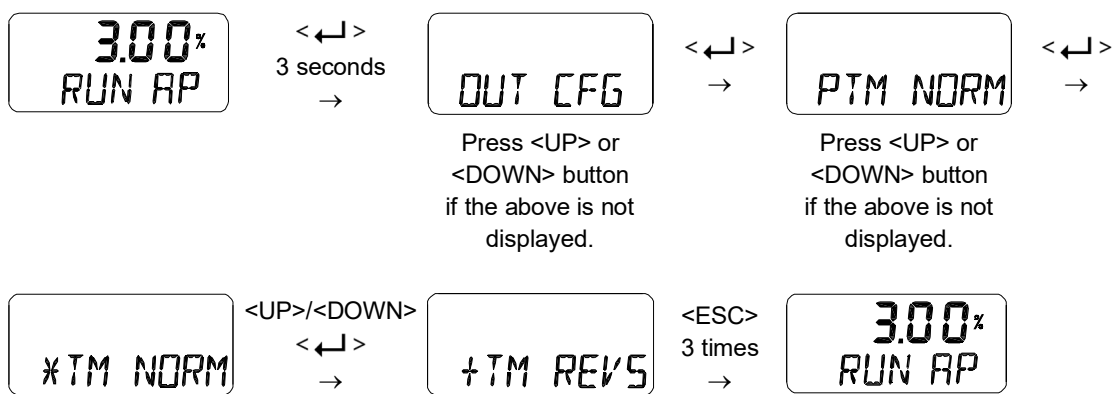 3.00%
RUN AP
< ↵ >
3 seconds
→
OUT CFG
Press <UP> or
<DOWN> button
if the above is not
displayed.
< ↵ >
→
PTM NORM
Press <UP> or
<DOWN> button
if the above is not
displayed.
< ↵ >
→
*TM NORM
<UP>/<DOWN>
< ↵ >
→
+TM REVS
<ESC>
3 times
→
3.00%
RUN AP